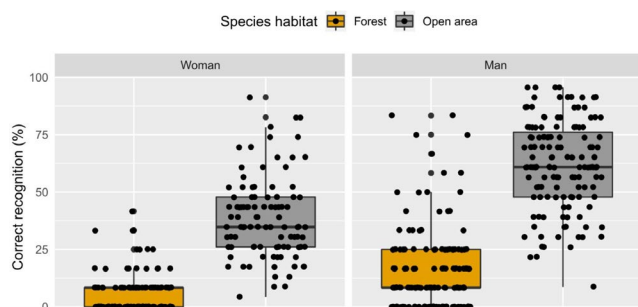 Species habitat Forest Open area
Woman Man
100
75
50
25
0
Correct recognition (%)